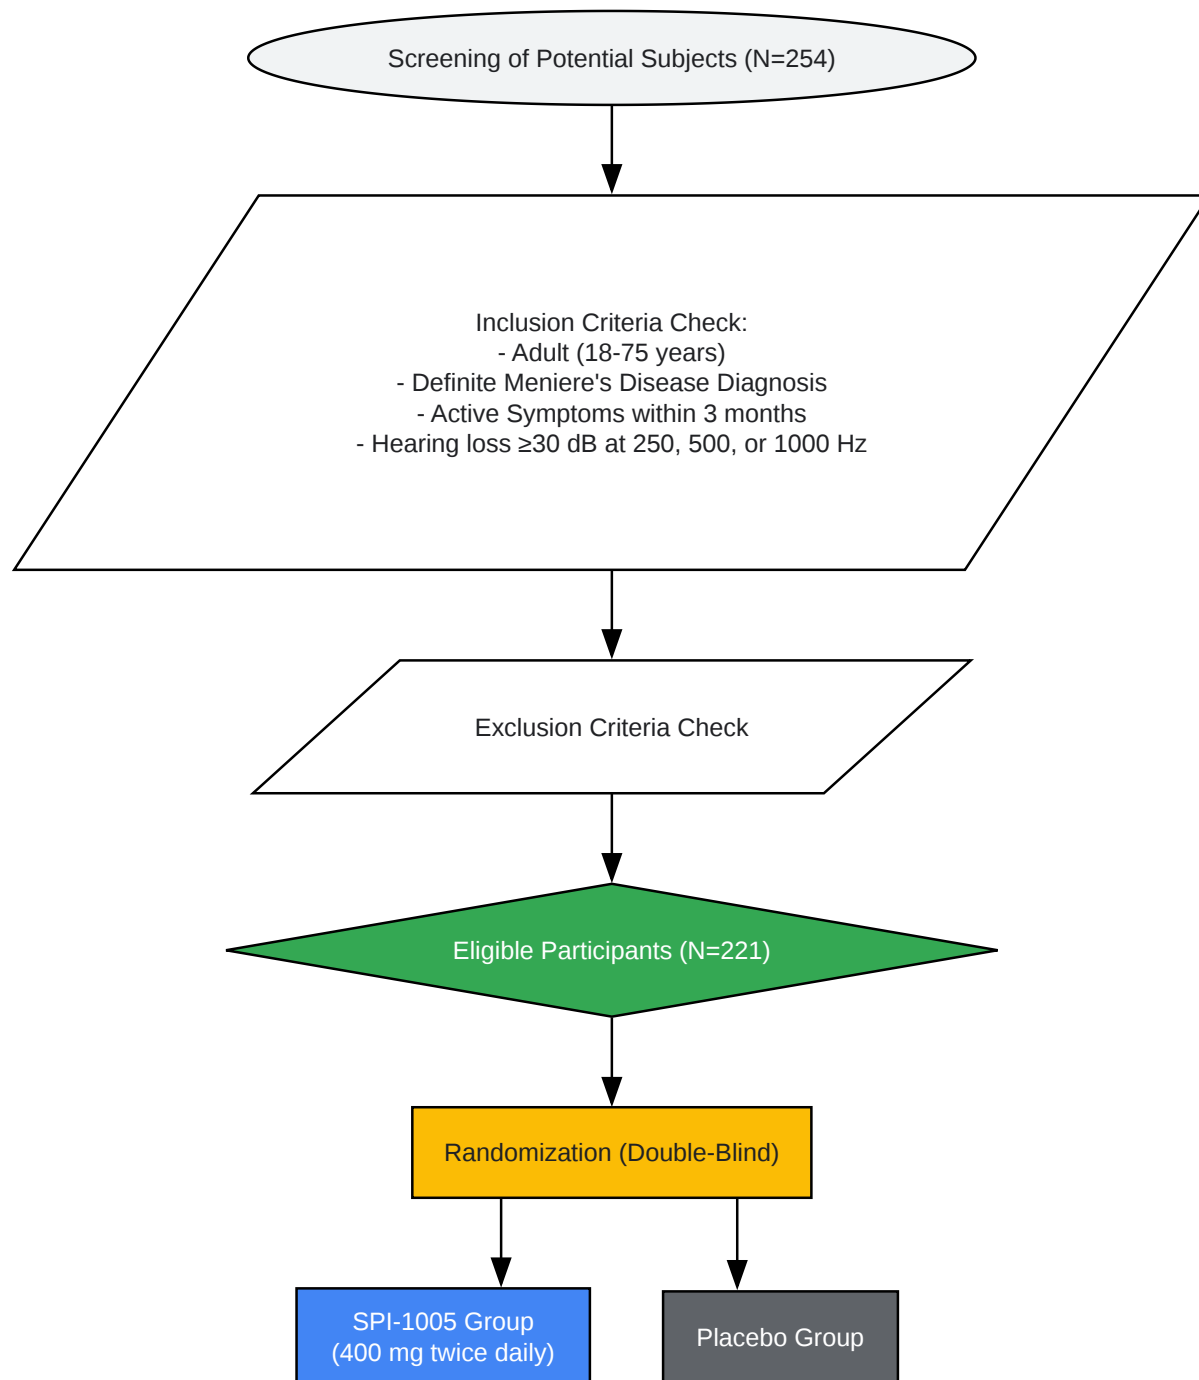 Screening of Potential Subjects (N=254)
Inclusion Criteria Check:
- Adult (18-75 years)
- Definite Meniere's Disease Diagnosis
- Active Symptoms within 3 months
- Hearing loss ≥30 dB at 250, 500, or 1000 Hz
Exclusion Criteria Check
Eligible Participants (N=221)
Randomization (Double-Blind)
SPI-1005 Group
(400 mg twice daily)
Placebo Group